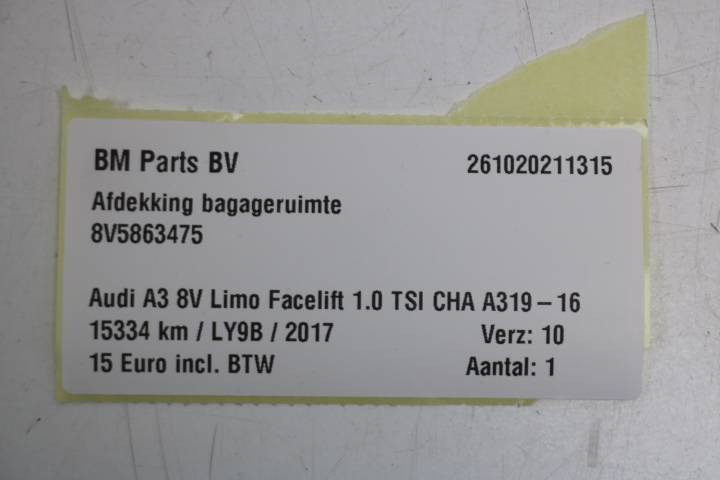 BM Parts BV 261020211315
Afdekking bagageruimte
8V5863475
Audi A3 8V Limo Facelift 1.0 TSI CHA A319-16
15334 km / LY9B / 2017 Verz: 10
15 Euro incl. BTW Aantal: 1